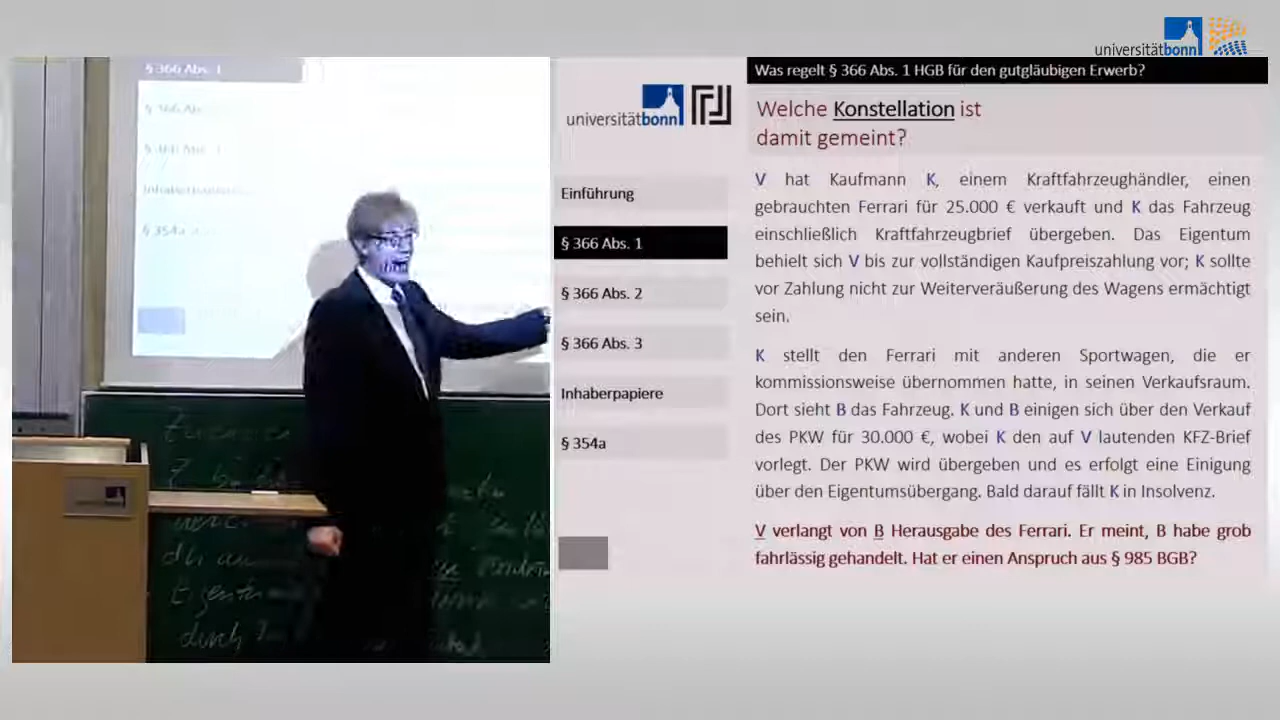 universitätbonn
§ 366 Abs. 1
§ 366 Abs.
Was regelt § 366 Abs. 1 HGB für den gutgläubigen Erwerb?
universitätbonn
Welche Konstellation ist
damit gemeint?
Einführung
§ 366 Abs. 1
§ 366 Abs. 2
§ 366 Abs. 3
Inhaberpapiere
§ 354a
V hat Kaufmann K, einem Kraftfahrzeughändler, einen
gebrauchten Ferrari für 25.000 € verkauft und K das Fahrzeug
einschließlich Kraftfahrzeugbrief übergeben. Das Eigentum
behielt sich V bis zur vollständigen Kaufpreiszahlung vor; K sollte
vor Zahlung nicht zur Weiterveräußerung des Wagens ermächtigt
sein.
K stellt den Ferrari mit anderen Sportwagen, die er
kommissionsweise übernommen hatte, in seinen Verkaufsraum.
Dort sieht B das Fahrzeug. K und B einigen sich über den Verkauf
des PKW für 30.000 €, wobei K den auf V lautenden KFZ-Brief
vorlegt. Der PKW wird übergeben und es erfolgt eine Einigung
über den Eigentumsübergang. Bald darauf fällt K in Insolvenz.
V verlangt von B Herausgabe des Ferrari. Er meint, B habe grob
fahrlässig gehandelt. Hat er einen Anspruch aus § 985 BGB?
durch